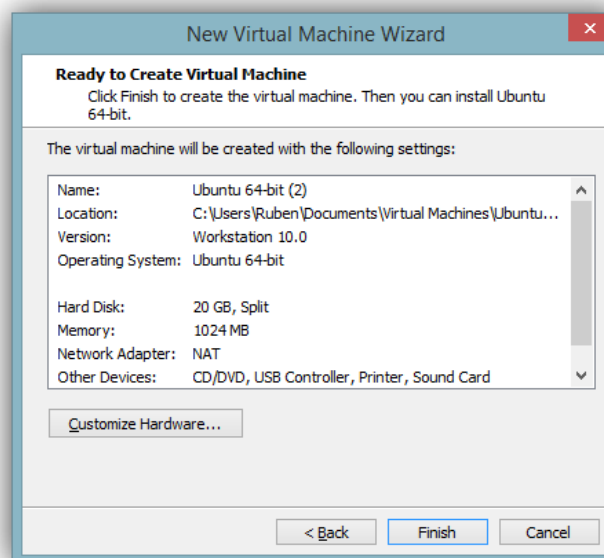 New Virtual Machine Wizard
Ready to Create Virtual Machine
Click Finish to create the virtual machine. Then you can install Ubuntu
64-bit.
The virtual machine will be created with the following settings:
Name: Ubuntu 64-bit (2)
Location: C:\Users\Ruben\Documents\Virtual Machines\Ubuntu...
Version: Workstation 10.0
Operating System: Ubuntu 64-bit
Hard Disk: 20 GB, Split
Memory: 1024 MB
Network Adapter: NAT
Other Devices: CD/DVD, USB Controller, Printer, Sound Card
Customize Hardware...
< Back Finish Cancel